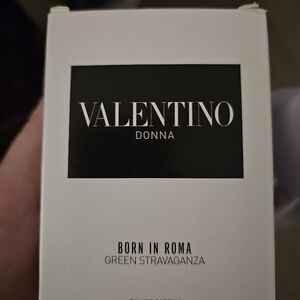 VALENTINO
DONNA
BORN IN ROMA
GREEN STRAVAGANZA